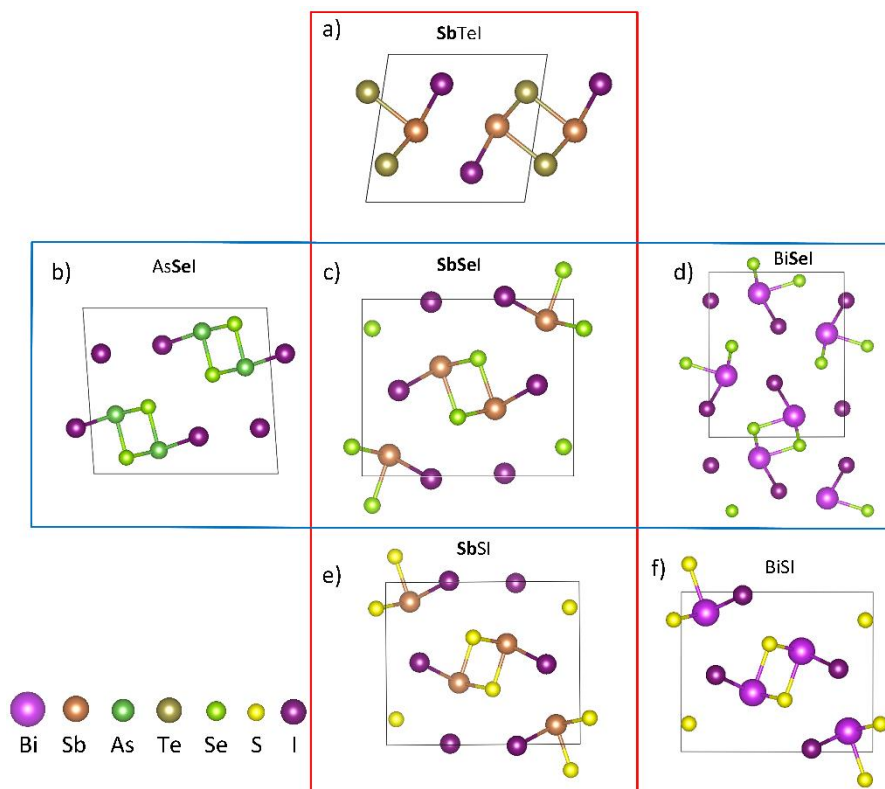 a) SbTeI
b) AsSeI c) SbSeI d) BiSeI
e) SbSI f) BiSI
Bi Sb As Te Se S I